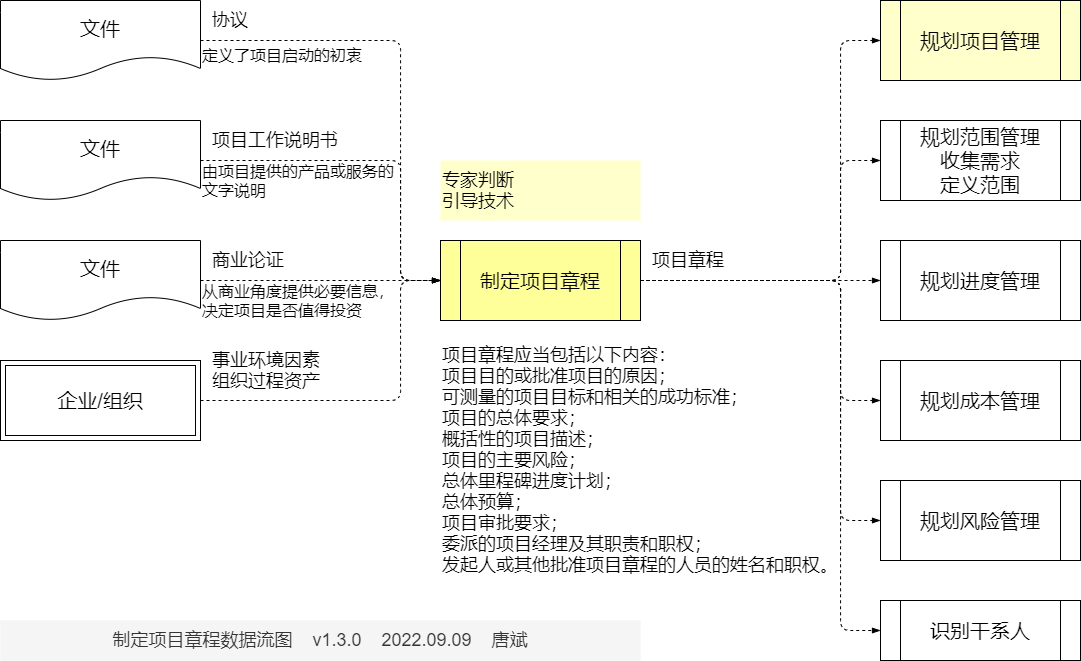 文件
协议
定义了项目启动的初衷
文件
项目工作说明书
由项目提供的产品或服务的
文字说明
文件
商业论证
从商业角度提供必要信息，
决定项目是否值得投资
企业/组织
事业环境因素
组织过程资产
专家判断
引导技术
制定项目章程
项目章程
项目章程应当包括以下内容：
项目目的或批准项目的原因；
可测量的项目目标和相关的成功标准；
项目的总体要求；
概括性的项目描述；
项目的主要风险；
总体里程碑进度计划；
总体预算；
项目审批要求；
委派的项目经理及其职责和职权；
发起人或其他批准项目章程的人员的姓名和职权。
规划项目管理
规划范围管理
收集需求
定义范围
规划进度管理
规划成本管理
规划风险管理
识别干系人
制定项目章程数据流图 v1.3.0 2022.09.09 唐斌